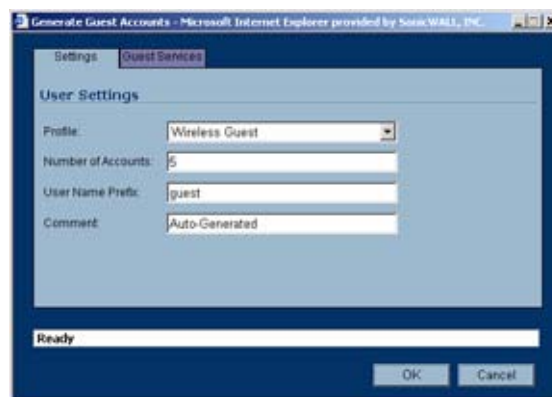 Generate Guest Accounts - Microsoft Internet Explorer provided by SonicWALL, INC.
Settings Guest Services
User Settings
Profile: Wireless Guest
Number of Accounts: 5
User Name Prefix: guest
Comment: Auto-Generated
Ready
OK Cancel